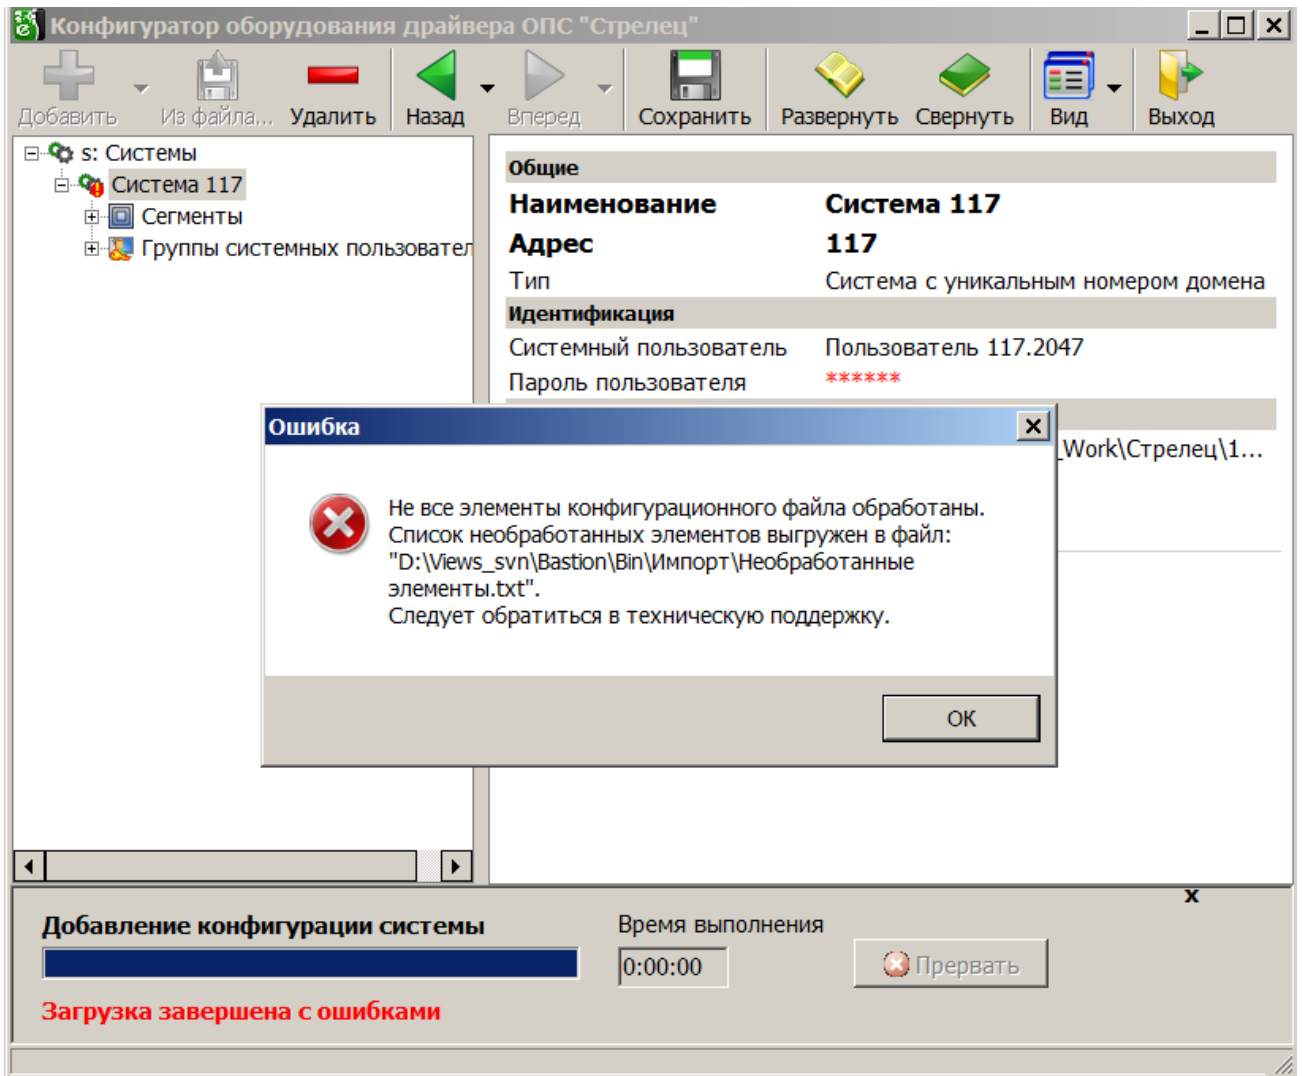 Конфигуратор оборудования драйвера ОПС "Стрелец"
Добавить Из файла... Удалить Назад Вперед Сохранить Развернуть Свернуть Вид Выход
s: Системы
Система 117
Сегменты
Группы системных пользовател
Общие
Наименование Система 117
Адрес 117
Тип Система с уникальным номером домена
Идентификация
Системный пользователь Пользователь 117.2047
Пароль пользователя ******
_Work\Стрелец\1...
Ошибка
Не все элементы конфигурационного файла обработаны.
Список необработанных элементов выгружен в файл:
"D:\Views_svn\Bastion\Bin\Импорт\Необработанные
элементы.txt".
Следует обратиться в техническую поддержку.
ОК
x
Добавление конфигурации системы Время выполнения
0:00:00 Прервать
Загрузка завершена с ошибками